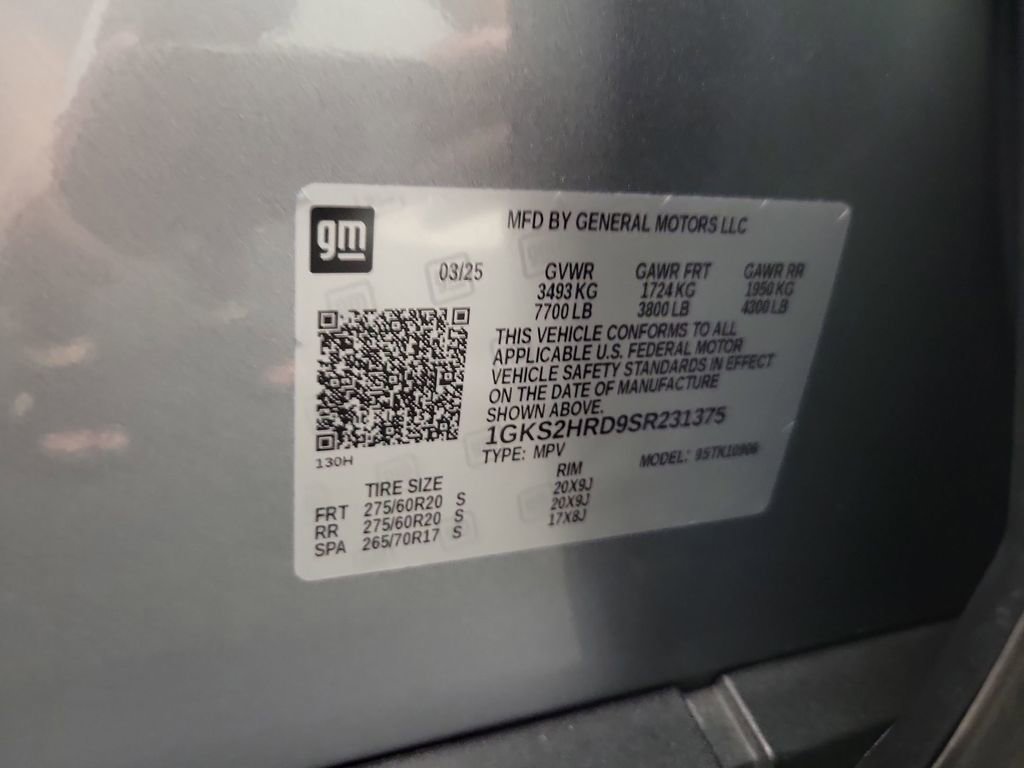 gm
MFD BY GENERAL MOTORS LLC
03/25
GVWR GAWR FRT GAWR RR
3493 KG 1724 KG 1950 KG
7700 LB 3800 LB 4300 LB
THIS VEHICLE CONFORMS TO ALL
APPLICABLE U.S. FEDERAL MOTOR
VEHICLE SAFETY STANDARDS IN EFFECT
ON THE DATE OF MANUFACTURE
SHOWN ABOVE.
1GKS2HRD9SR231375
130H
TYPE: MPV MODEL:
TIRE SIZE RIM
FRT 275/60R20 S 20X9J
RR 275/60R20 S 20X9J
SPA 265/70R17 S 17X8J